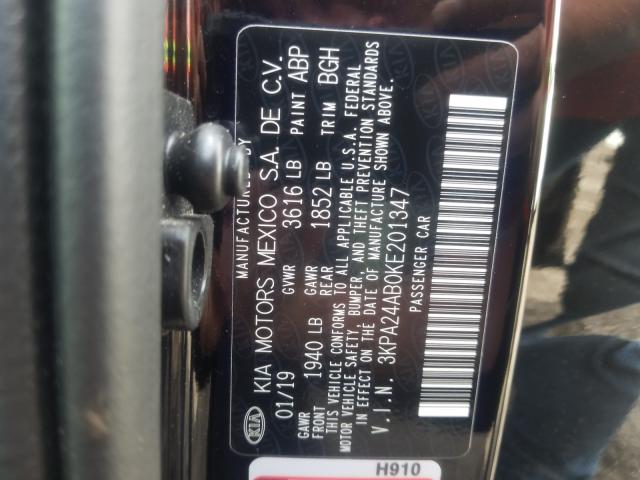 MANUFACTURED BY
KIA KIA MOTORS MEXICO S.A. DE C.V.
01/19 GVWR 3616 LB PAINT ABP
GAWR FRONT 1940 LB GAWR REAR 1852 LB TRIM BGH
THIS VEHICLE CONFORMS TO ALL APPLICABLE U.S.A. FEDERAL
MOTOR VEHICLE SAFETY, BUMPER, AND THEFT PREVENTION STANDARDS
IN EFFECT ON THE DATE OF MANUFACTURE SHOWN ABOVE.
V.I.N. 3KPA24AB0KE201347
PASSENGER CAR
H910